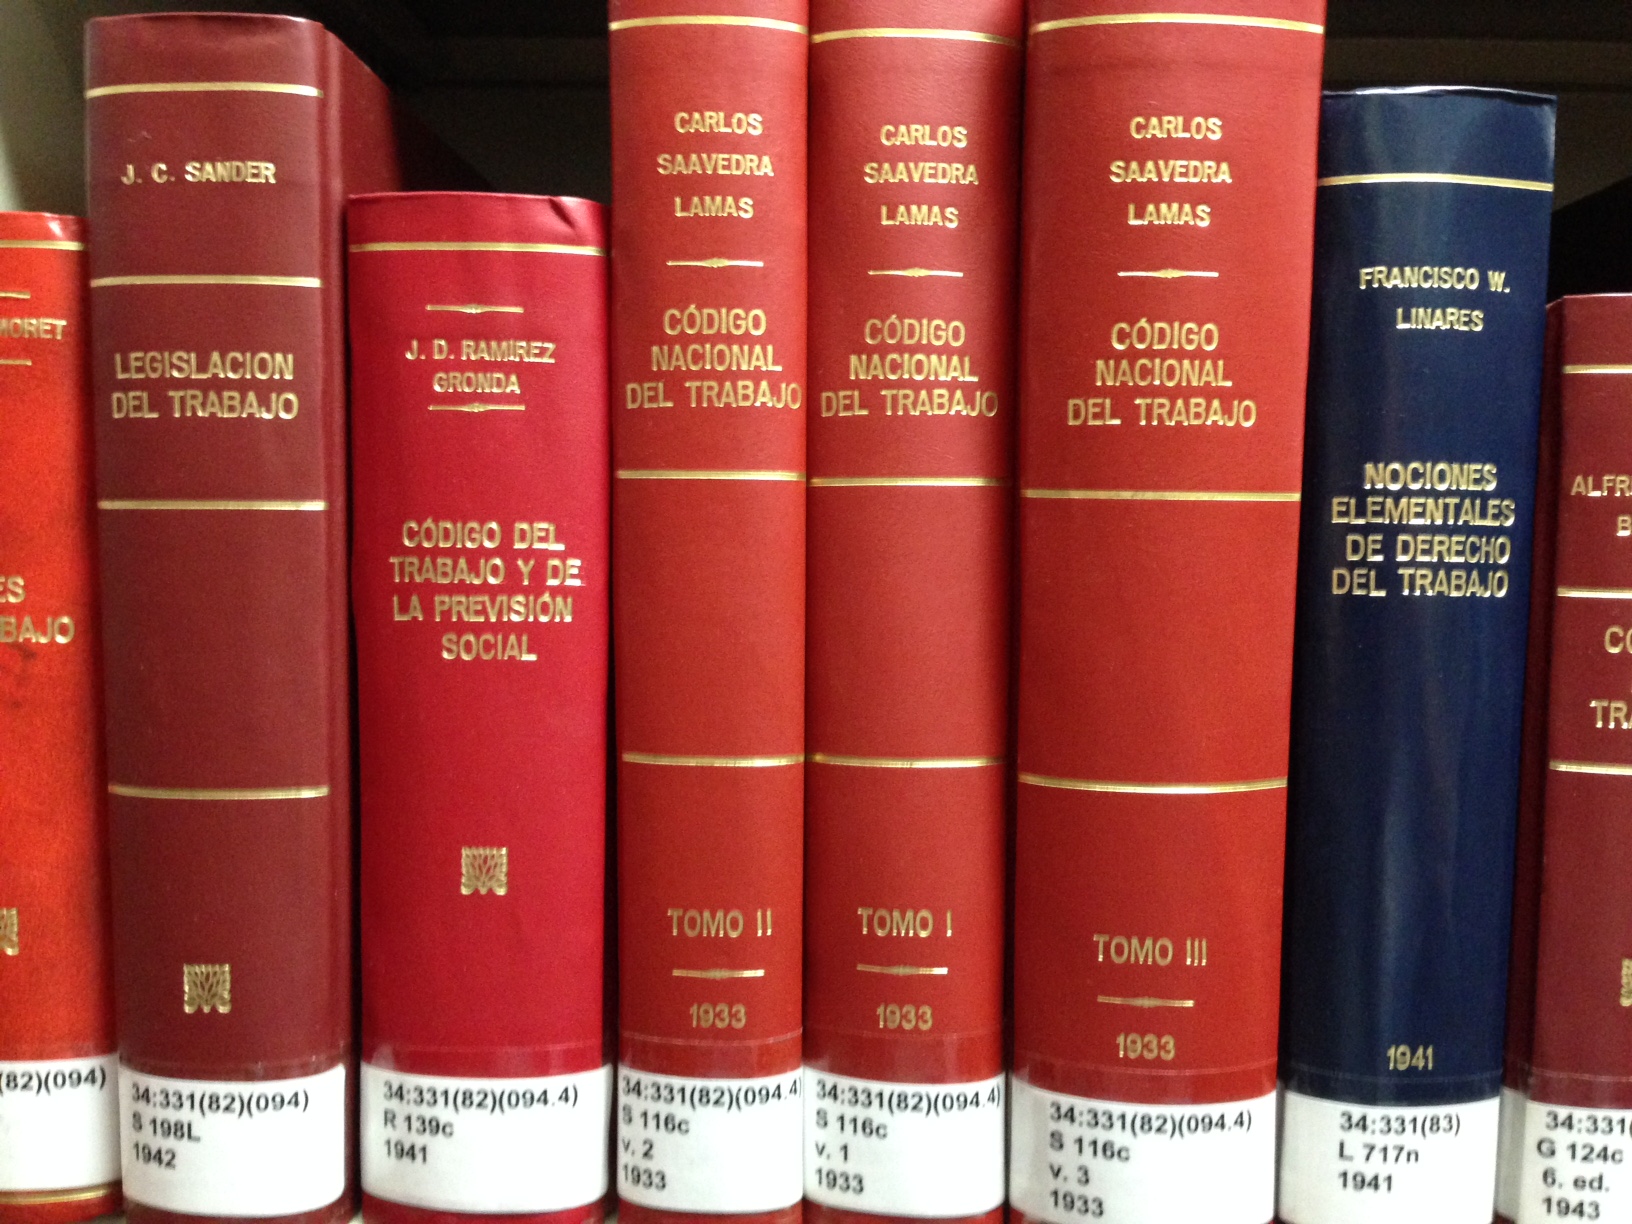 MORET
ES
BAJO
(82)(094)
J. C. SANDER
LEGISLACION
DEL TRABAJO
34:331(82)(094)
S 198L
1942
J. D. RAMÍREZ
GRONDA
CÓDIGO DEL
TRABAJO Y DE
LA PREVISIÓN
SOCIAL
34:331(82)(094.4)
R 139c
1941
CARLOS
SAAVEDRA
LAMAS
CÓDIGO
NACIONAL
DEL TRABAJO
TOMO II
1933
34:331(82)(094.4)
S 116c
v. 2
1933
CARLOS
SAAVEDRA
LAMAS
CÓDIGO
NACIONAL
DEL TRABAJO
TOMO I
1933
34:331(82)(094.4)
S 116c
v. 1
1933
CARLOS
SAAVEDRA
LAMAS
CÓDIGO
NACIONAL
DEL TRABAJO
TOMO III
1933
34:331(82)(094.4)
S 116c
v. 3
1933
FRANCISCO W.
LINARES
NOCIONES
ELEMENTALES
DE DERECHO
DEL TRABAJO
1941
34:331(83)
L 717n
1941
ALFR
B
CO
TRA
34:331(
G 124c
6. ed.
1943